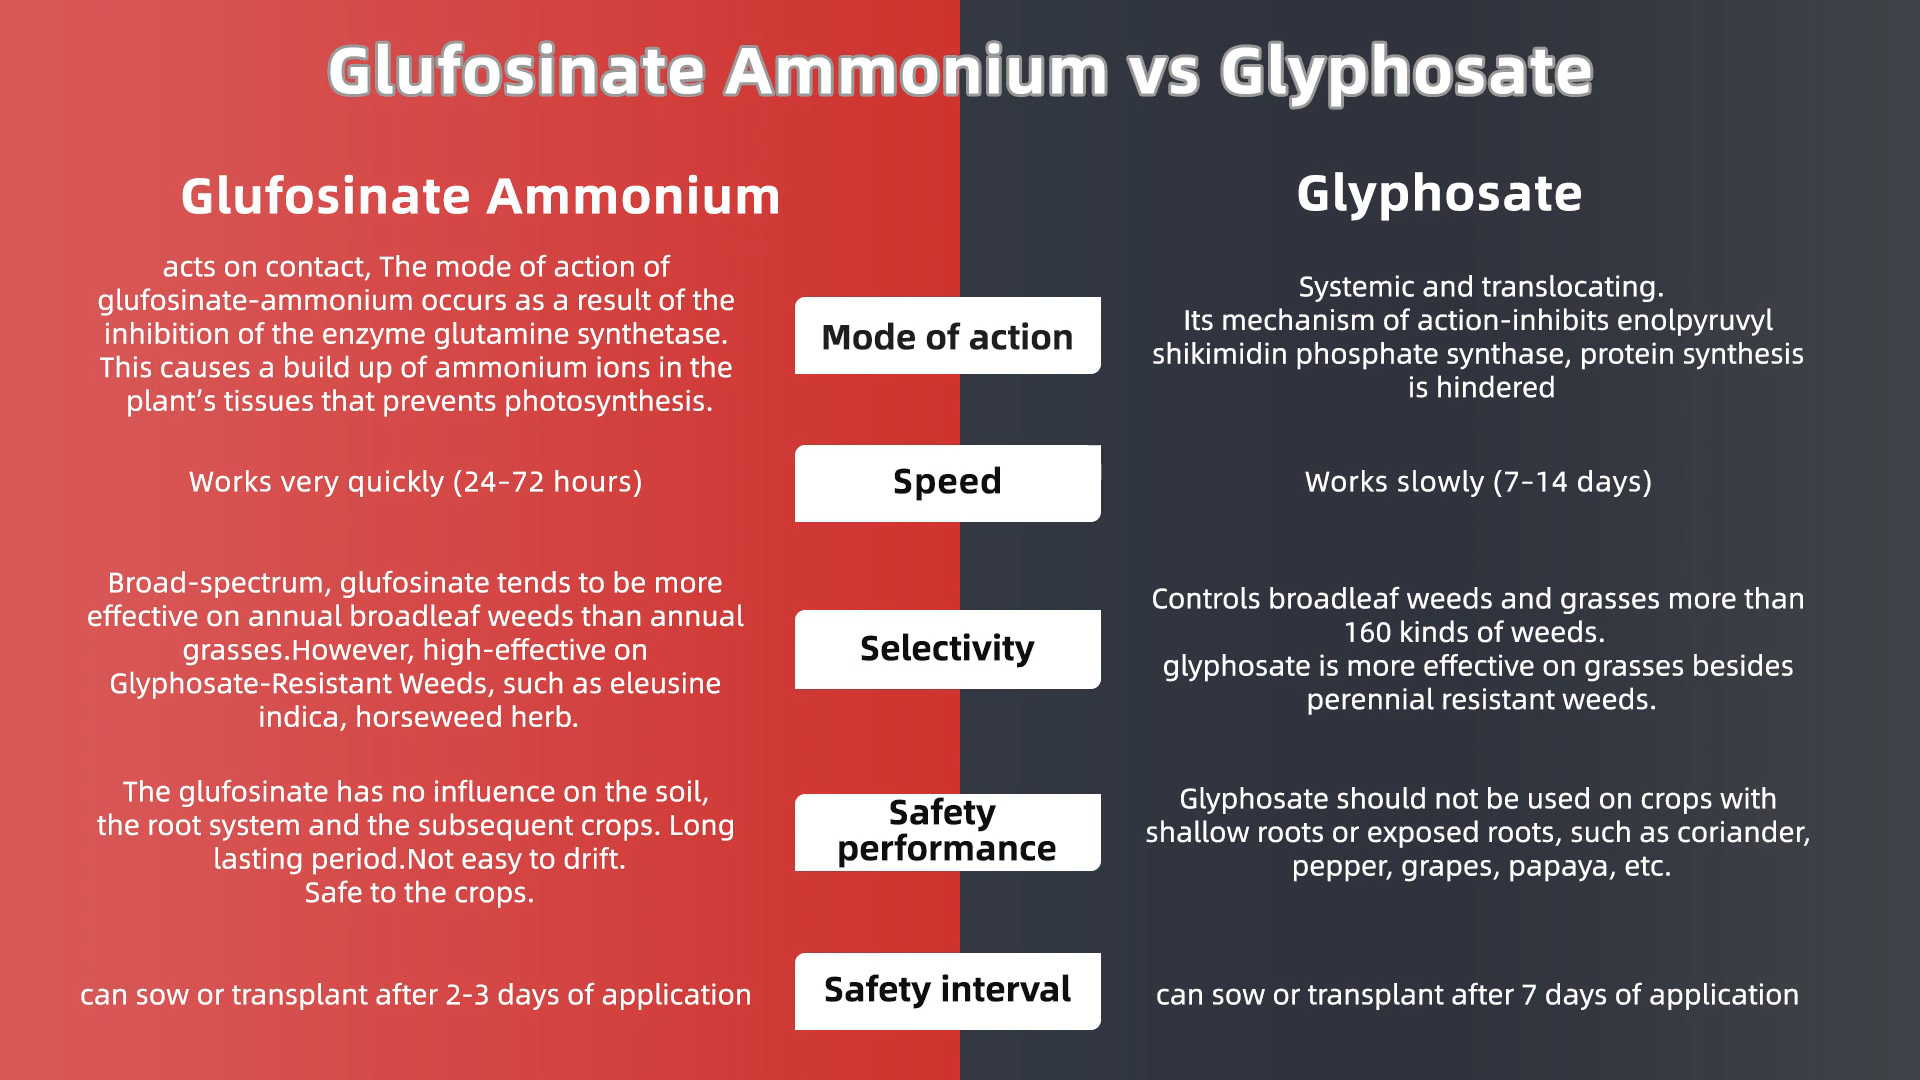 Glufosinate Ammonium vs Glyphosate
Glufosinate Ammonium
Glyphosate
acts on contact, The mode of action of
glufosinate-ammonium occurs as a result of the
inhibition of the enzyme glutamine synthetase.
This causes a build up of ammonium ions in the
plant’s tissues that prevents photosynthesis.
Mode of action
Systemic and translocating.
Its mechanism of action-inhibits enolpyruvyl
shikimidin phosphate synthase, protein synthesis
is hindered
Works very quickly (24-72 hours)
Speed
Works slowly (7-14 days)
Broad-spectrum, glufosinate tends to be more
effective on annual broadleaf weeds than annual
grasses.However, high-effective on
Glyphosate-Resistant Weeds, such as eleusine
indica, horseweed herb.
Selectivity
Controls broadleaf weeds and grasses more than
160 kinds of weeds.
glyphosate is more effective on grasses besides
perennial resistant weeds.
The glufosinate has no influence on the soil,
the root system and the subsequent crops. Long
lasting period.Not easy to drift.
Safe to the crops.
Safety
performance
Glyphosate should not be used on crops with
shallow roots or exposed roots, such as coriander,
pepper, grapes, papaya, etc.
can sow or transplant after 2-3 days of application
Safety interval
can sow or transplant after 7 days of application